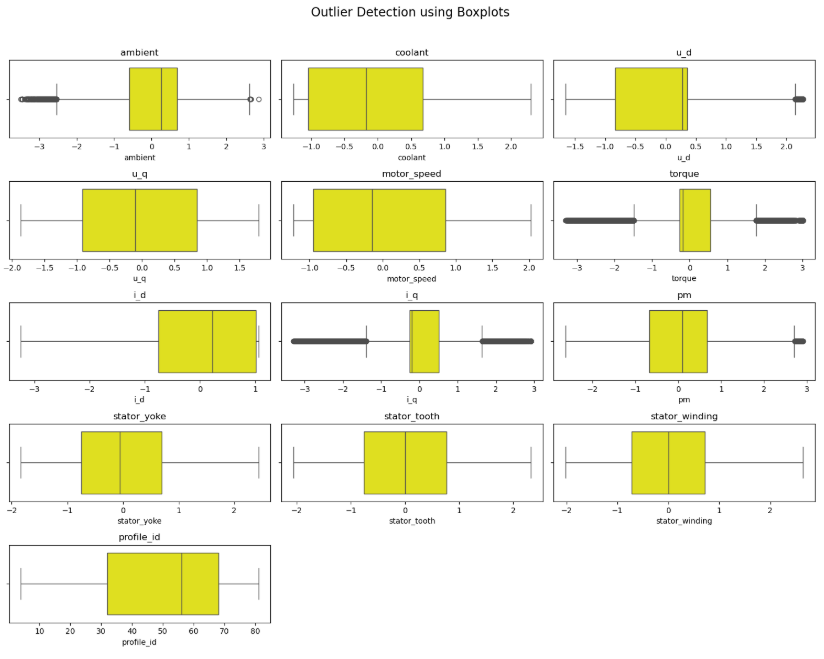 Outlier Detection using Boxplots
ambient
coolant
u_d
−3 −2 −1 0 1 2 3
−1.0 −0.5 0.0 0.5 1.0 1.5 2.0
−1.5 −1.0 −0.5 0.0 0.5 1.0 1.5 2.0
ambient
coolant
u_d
u_q
motor_speed
torque
−2.0 −1.5 −1.0 −0.5 0.0 0.5 1.0 1.5
−1.0 −0.5 0.0 0.5 1.0 1.5 2.0
−3 −2 −1 0 1 2 3
u_q
motor_speed
torque
i_d
i_q
pm
−3 −2 −1 0 1
−3 −2 −1 0 1 2 3
−2 −1 0 1 2 3
i_d
i_q
pm
stator_yoke
stator_tooth
stator_winding
−2 −1 0 1 2
−2 −1 0 1 2
−2 −1 0 1 2
stator_yoke
stator_tooth
stator_winding
profile_id
10 20 30 40 50 60 70 80
profile_id